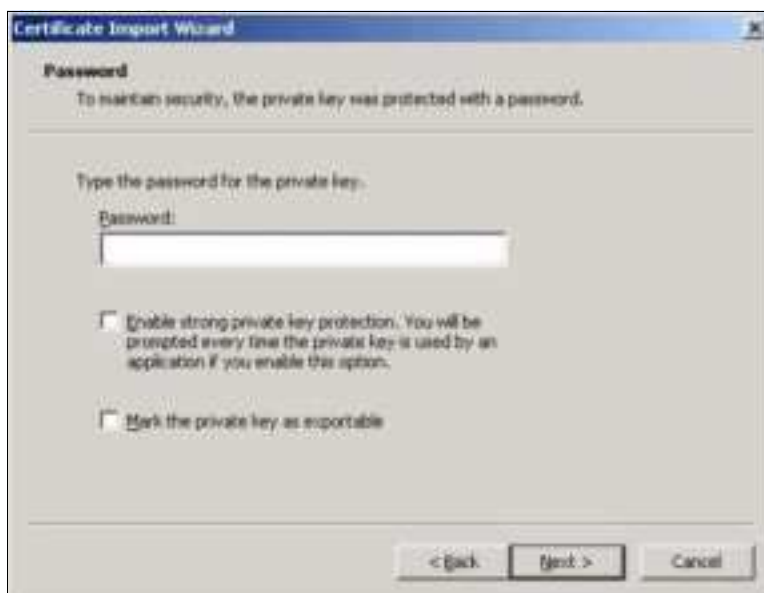 Certificate Import Wizard
Password
To maintain security, the private key was protected with a password.
Type the password for the private key.
Password:
Enable strong private key protection. You will be
prompted every time the private key is used by an
application if you enable this option.
Mark the private key as exportable
< Back
Next >
Cancel